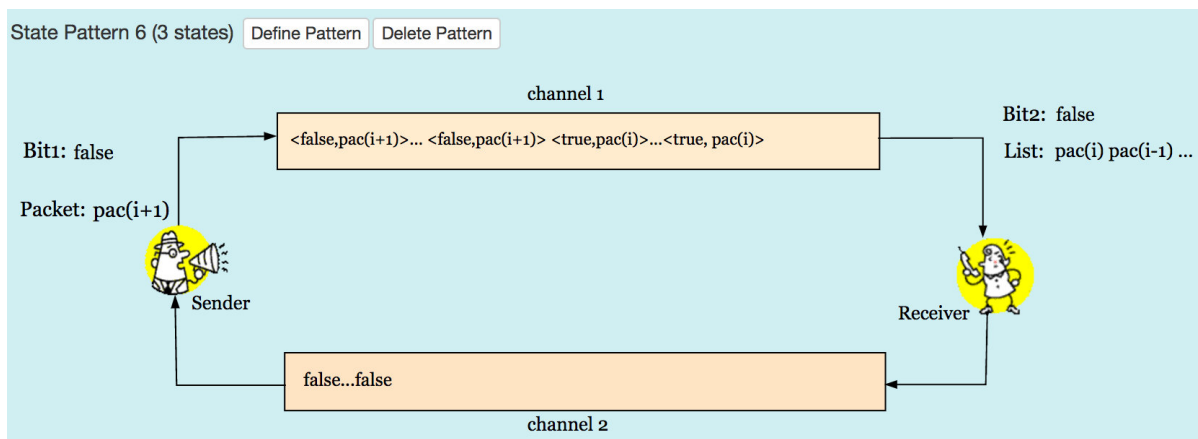 State Pattern 6 (3 states) Define Pattern Delete Pattern
channel 1
<false,pac(i+1)>... <false,pac(i+1)> <true,pac(i)>...<true, pac(i)>
Bit1: false
Packet: pac(i+1)
Bit2: false
List: pac(i) pac(i-1) ...
Sender
Receiver
false...false
channel 2